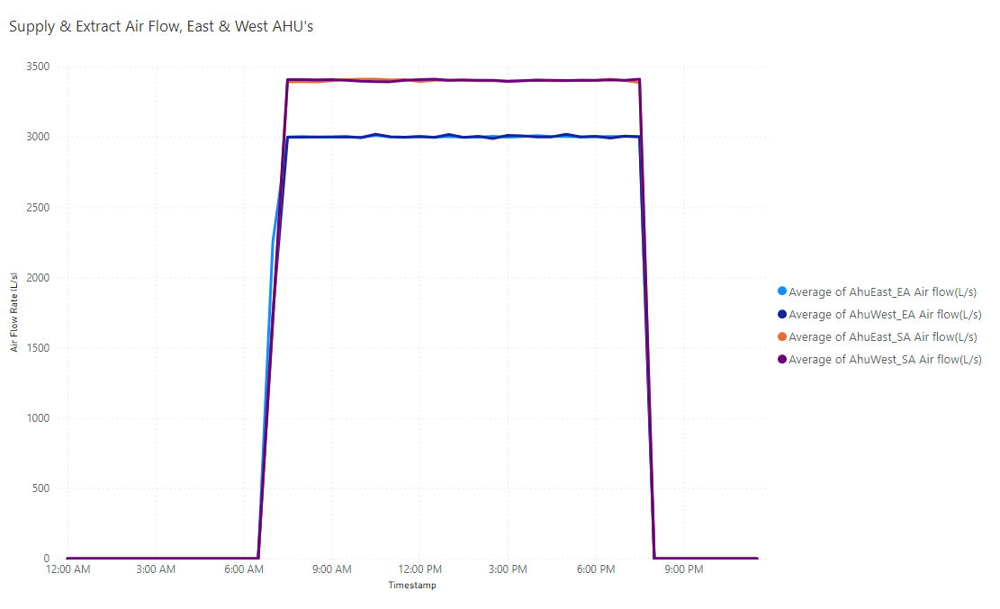 Supply & Extract Air Flow, East & West AHU's
3500
3000
2500
2000
1500
1000
500
0
Air Flow Rate (L/s)
12:00 AM 3:00 AM 6:00 AM 9:00 AM 12:00 PM 3:00 PM 6:00 PM 9:00 PM
Timestamp
Average of AhuEast_EA Air flow(L/s)
Average of AhuWest_EA Air flow(L/s)
Average of AhuEast_SA Air flow(L/s)
Average of AhuWest_SA Air flow(L/s)